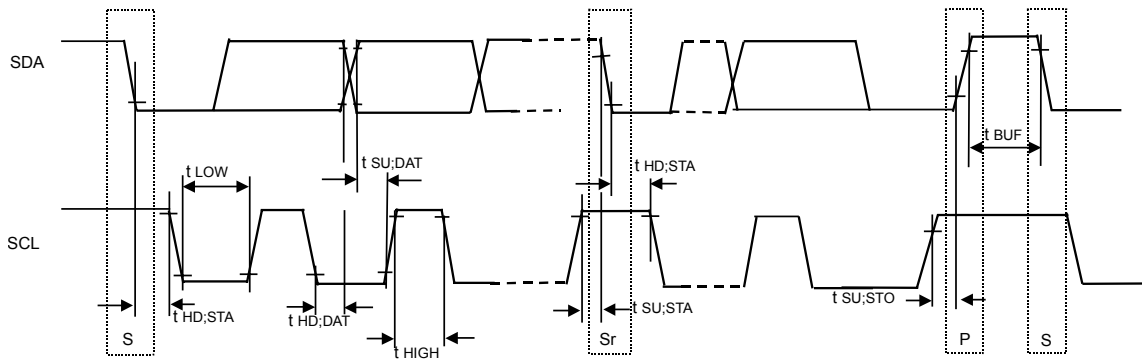 SDA
t SU;DAT
t LOW
t HD;STA
t BUF
SCL
t HD;STA
t HD;DAT
t HIGH
t SU;STA
t SU;STO
S
Sr
P
S